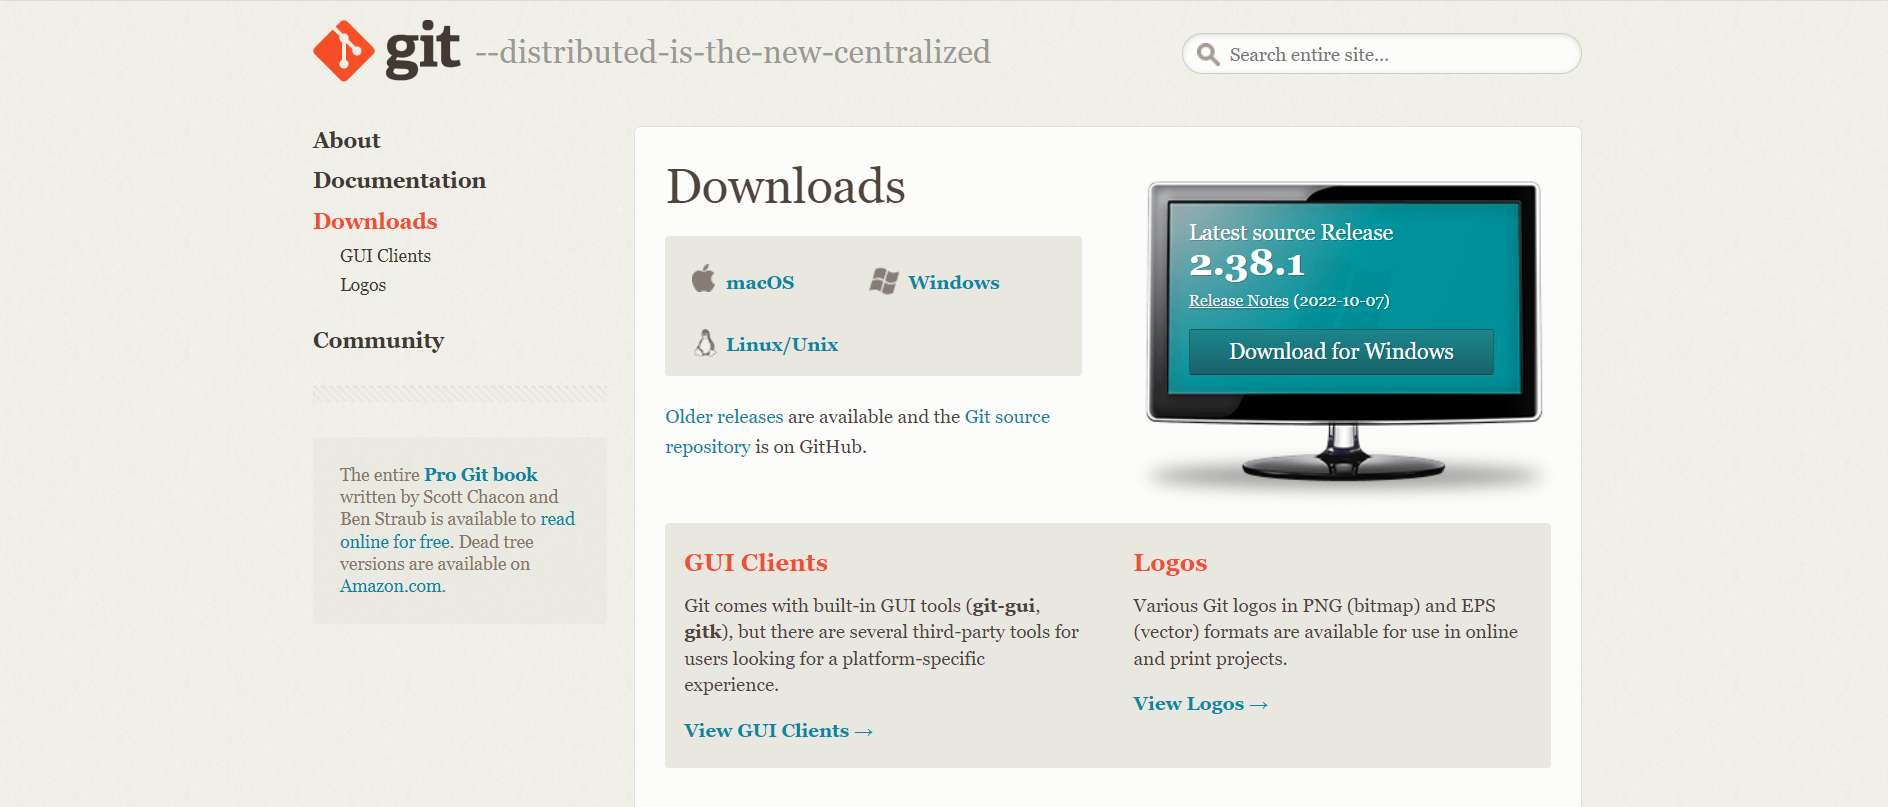 git --distributed-is-the-new-centralized
Search entire site...
About
Documentation
Downloads
GUI Clients
Logos
Community
The entire Pro Git book
written by Scott Chacon and
Ben Straub is available to read
online for free. Dead tree
versions are available on
Amazon.com.
Downloads
macOS
Windows
Linux/Unix
Older releases are available and the Git source
repository is on GitHub.
Latest source Release
2.38.1
Release Notes (2022-10-07)
Download for Windows
GUI Clients
Git comes with built-in GUI tools (git-gui,
gitk), but there are several third-party tools for
users looking for a platform-specific
experience.
View GUI Clients →
Logos
Various Git logos in PNG (bitmap) and EPS
(vector) formats are available for use in online
and print projects.
View Logos →